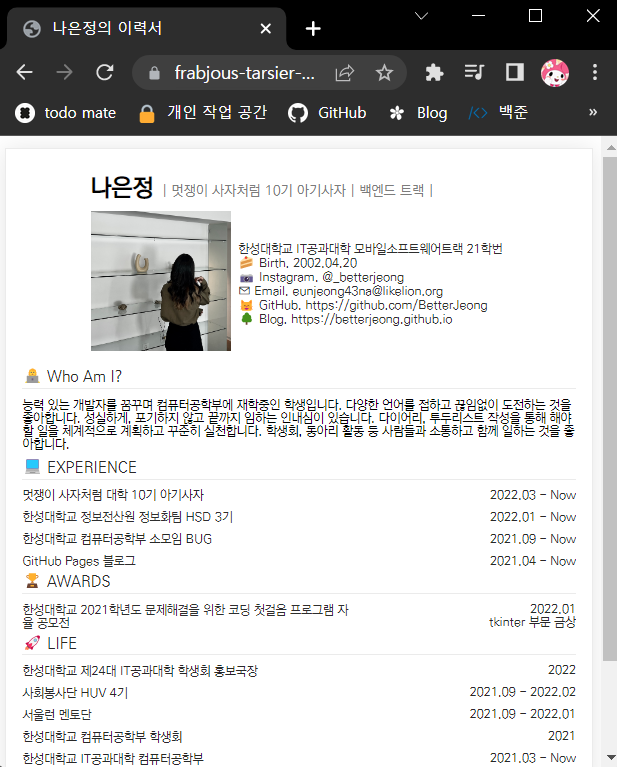 나은정의 이력서
frabjous-tarsier-...
todo mate 개인 작업 공간 GitHub Blog 백준 »
나은정 | 멋쟁이 사자처럼 10기 아기사자 | 백엔드 트랙 |
한성대학교 IT공과대학 모바일소프트웨어트랙 21학번
Birth. 2002.04.20
Instagram. @_betterjeong
Email. eunjeong43na@likelion.org
GitHub. https://github.com/BetterJeong
Blog. https://betterjeong.github.io
Who Am I?
능력 있는 개발자를 꿈꾸며 컴퓨터공학부에 재학중인 학생입니다. 다양한 언어를 접하고 끊임없이 도전하는 것을
좋아합니다. 성실하게, 포기하지 않고 끝까지 임하는 인내심이 있습니다. 다이어리, 투두리스트 작성을 통해 해야
할 일을 체계적으로 계획하고 꾸준히 실천합니다. 학생회, 동아리 활동 등 사람들과 소통하고 함께 일하는 것을 좋
아합니다.
EXPERIENCE
멋쟁이 사자처럼 대학 10기 아기사자 2022.03 - Now
한성대학교 정보전산원 정보화팀 HSD 3기 2022.01 - Now
한성대학교 컴퓨터공학부 소모임 BUG 2021.09 - Now
GitHub Pages 블로그 2021.04 - Now
AWARDS
한성대학교 2021학년도 문제해결을 위한 코딩 첫걸음 프로그램 자 2022.01
율 공모전 tkinter 부문 금상
LIFE
한성대학교 제24대 IT공과대학 학생회 홍보국장 2022
사회봉사단 HUV 4기 2021.09 - 2022.02
서울런 멘토단 2021.09 - 2022.01
한성대학교 컴퓨터공학부 학생회 2021
한성대학교 IT공과대학 컴퓨터공학부 2021.03 - Now